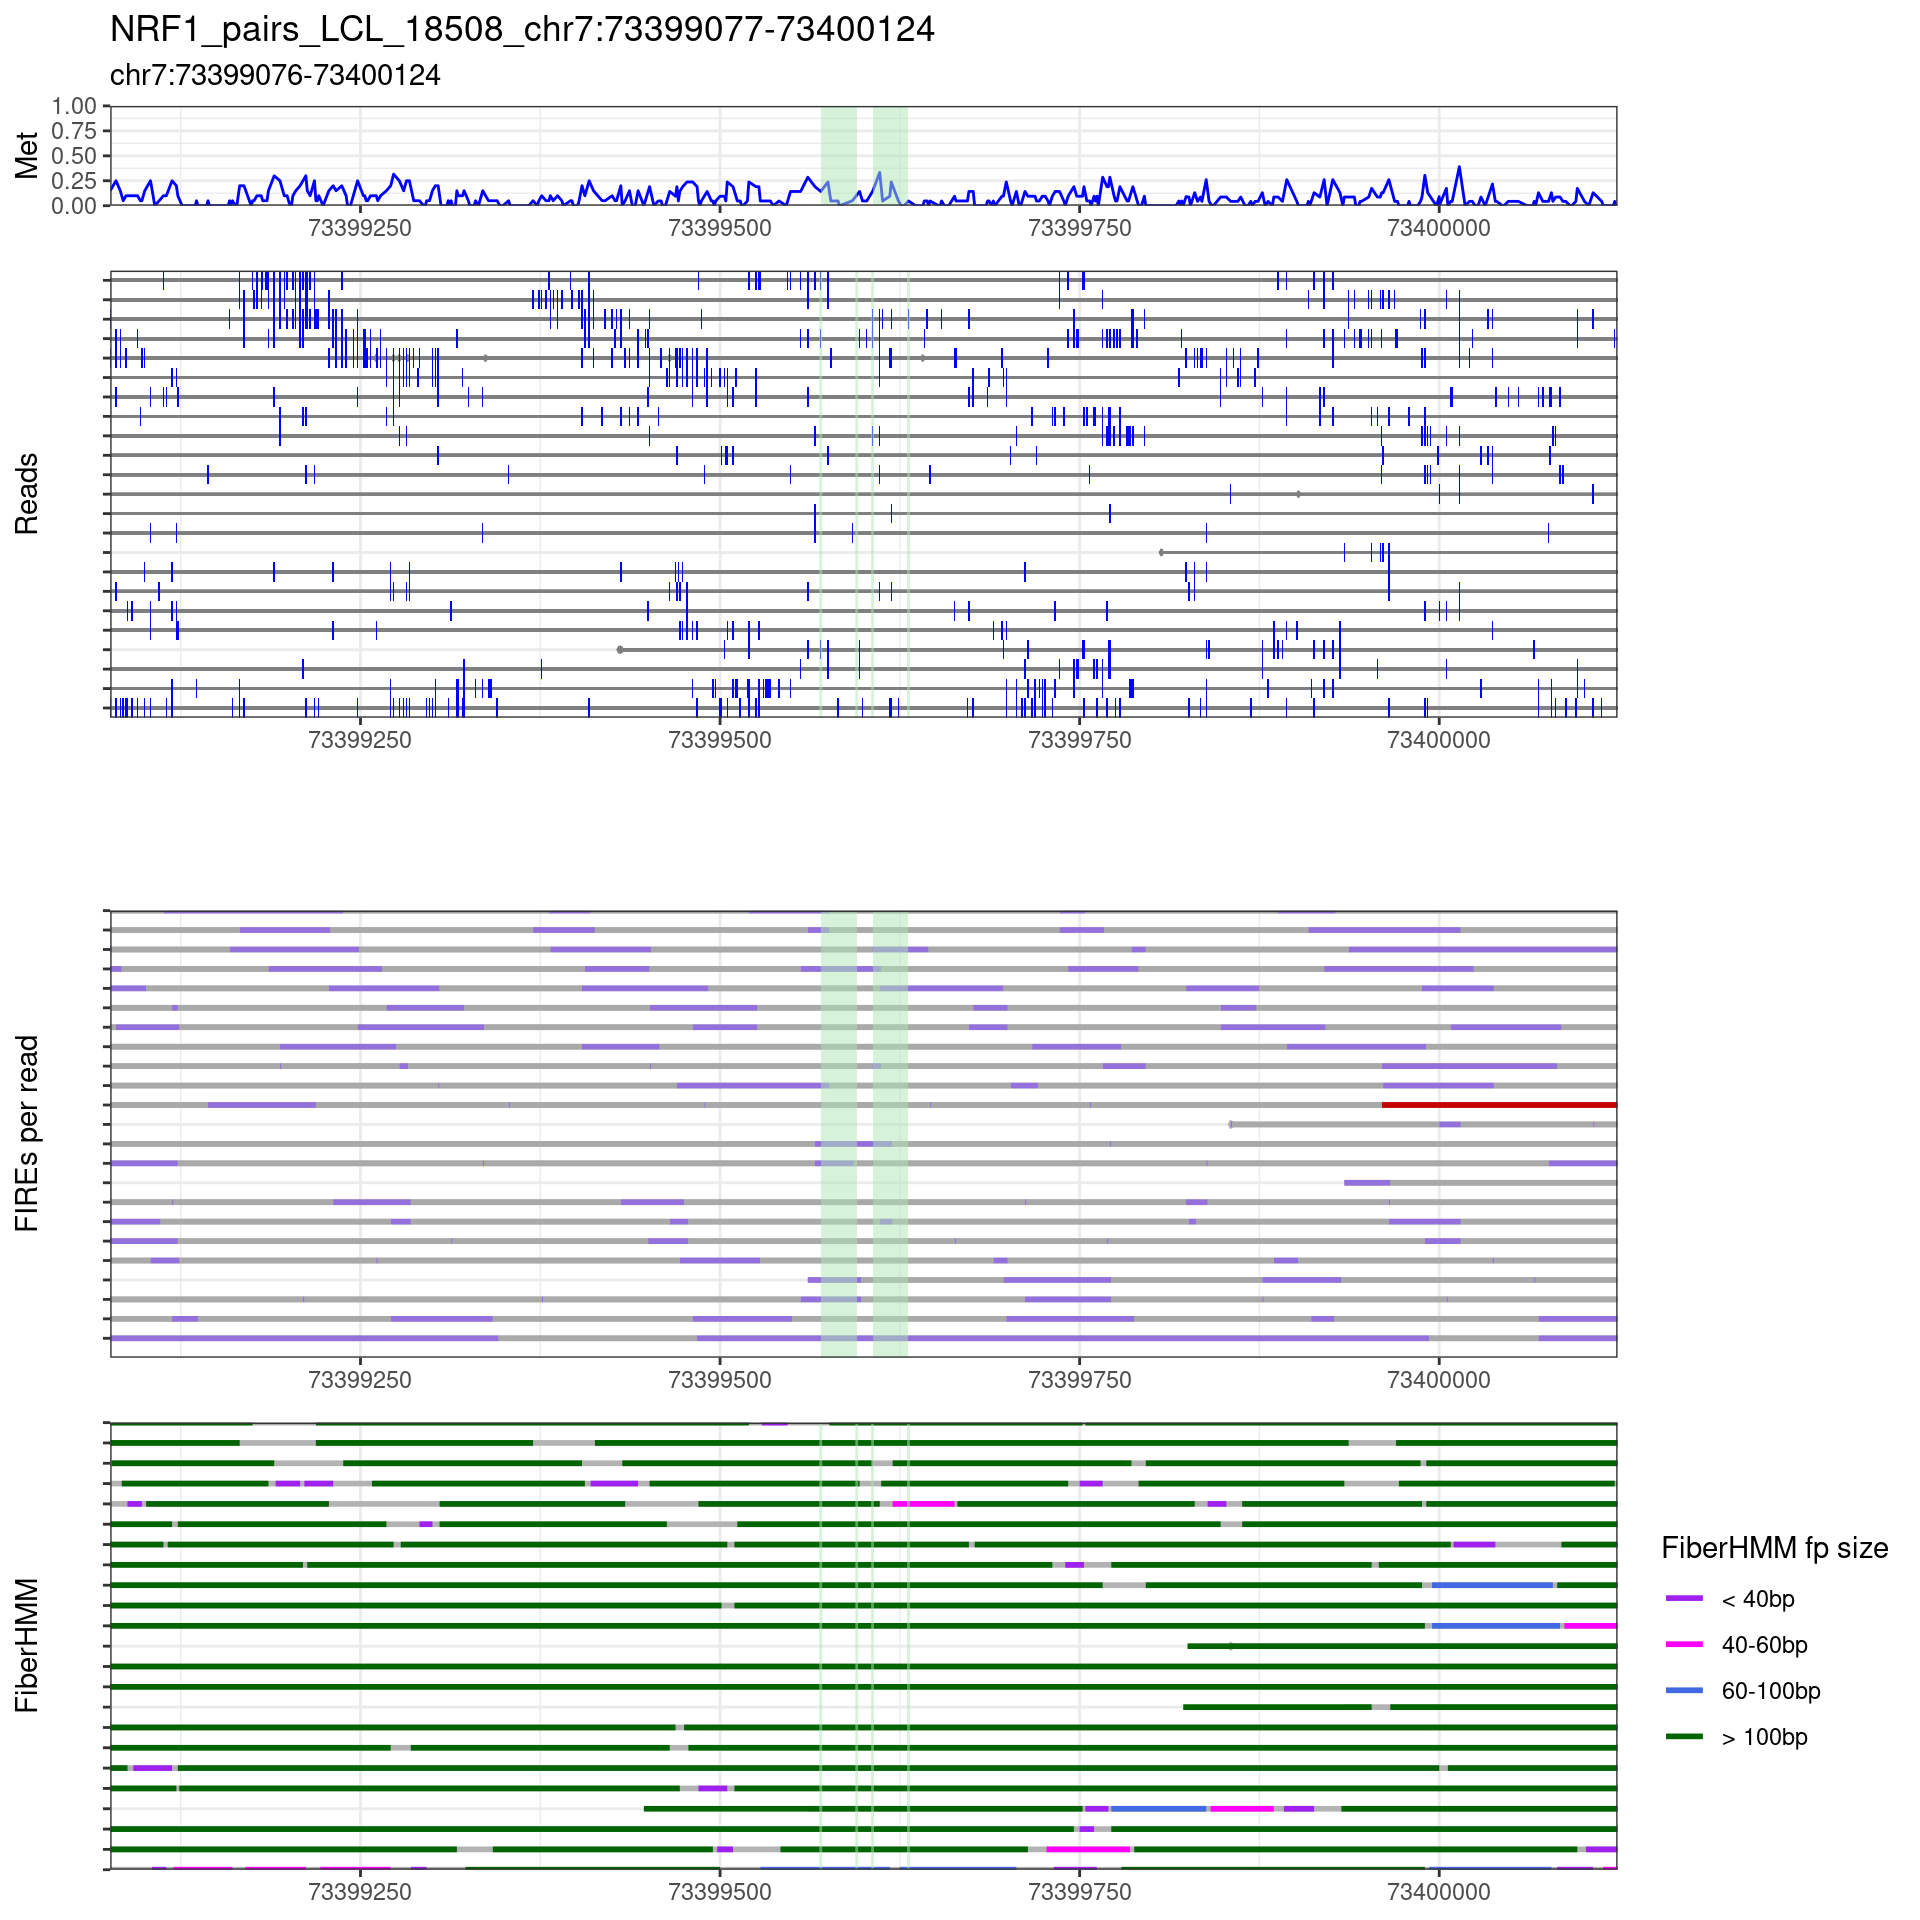 NRF1_pairs_LCL_18508_chr7:73399077-73400124
chr7:73399076-73400124
Met
1.00
0.75
0.50
0.25
0.00
73399250 73399500 73399750 73400000
Reads
73399250 73399500 73399750 73400000
FIREs per read
73399250 73399500 73399750 73400000
FiberHMM
73399250 73399500 73399750 73400000
FiberHMM fp size
< 40bp
40-60bp
60-100bp
> 100bp